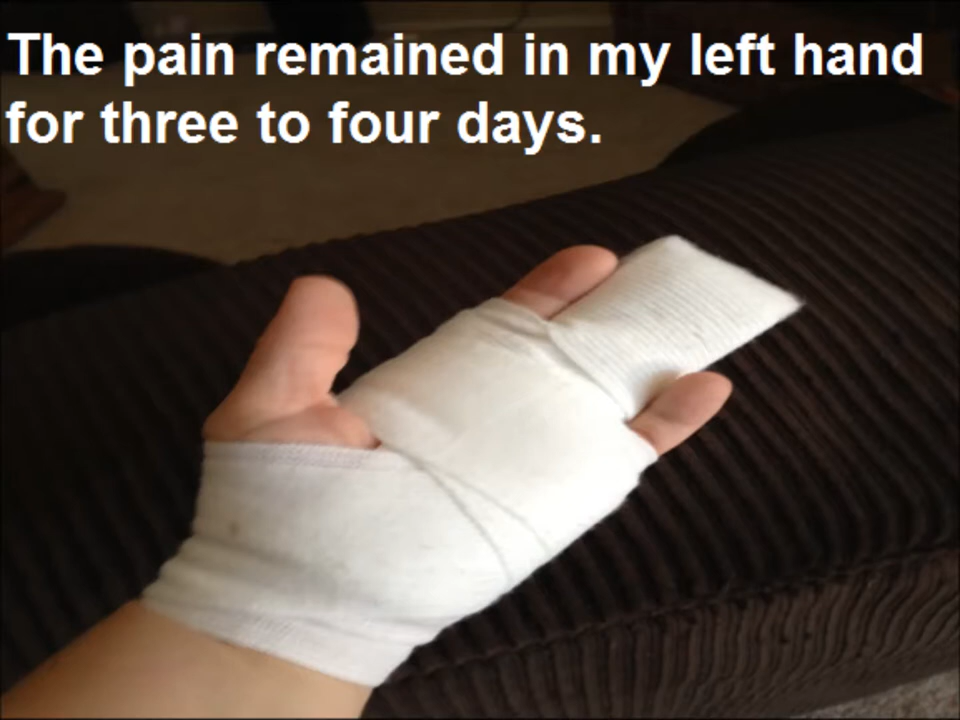 The pain remained in my left hand
for three to four days.